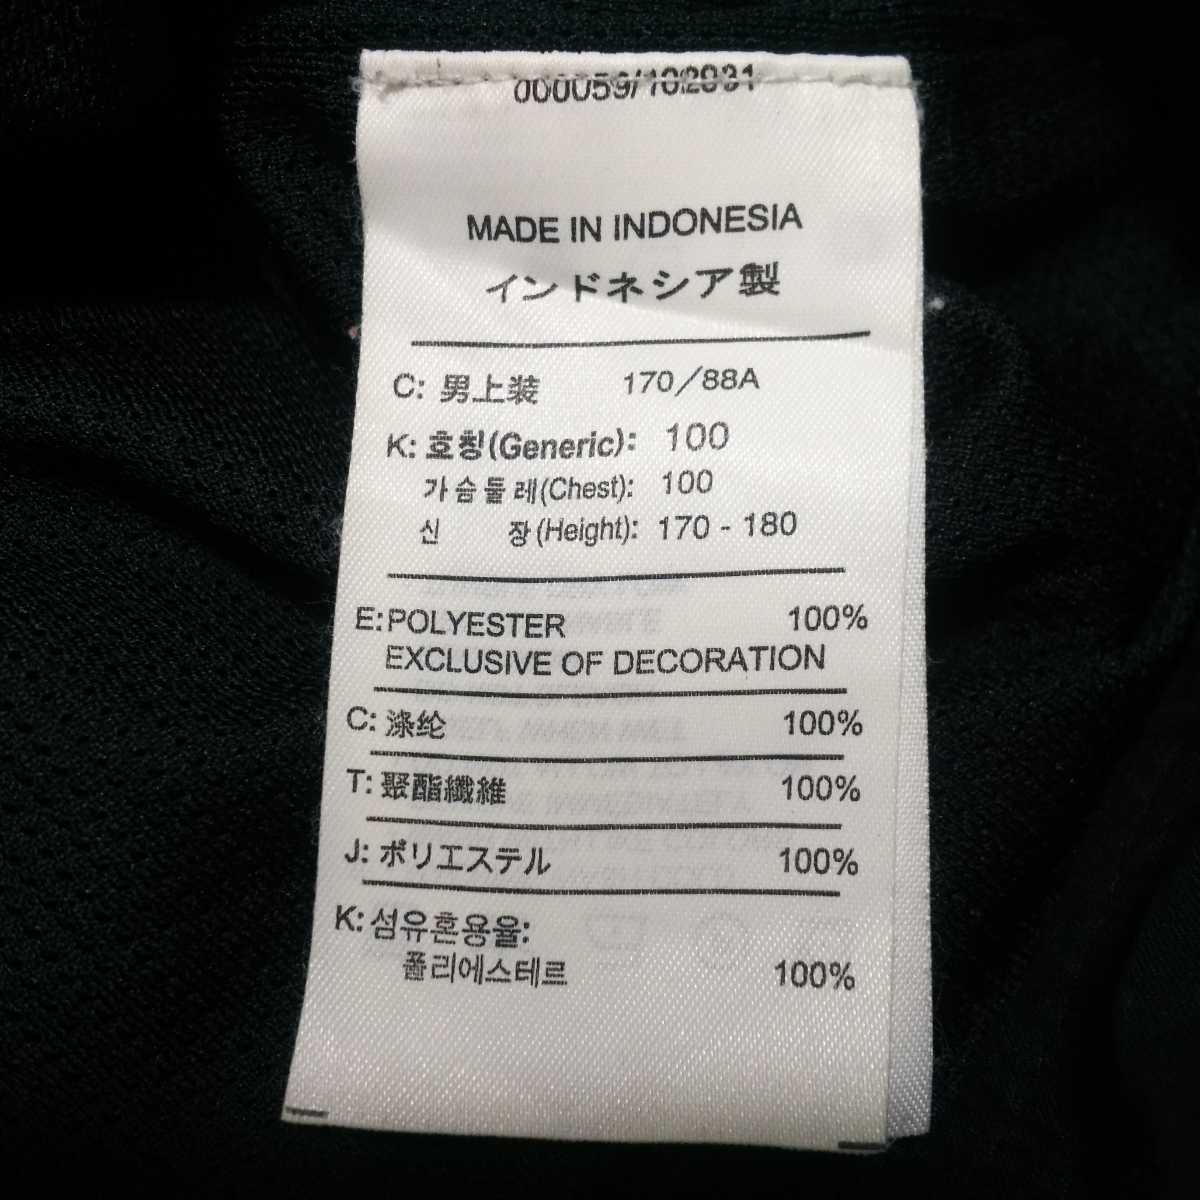 000059/102931
MADE IN INDONESIA
インドネシア製
C: 男上装 170/88A
K: 호칭(Generic): 100
가슴둘레(Chest): 100
신 장(Height): 170 - 180
E: POLYESTER 100%
EXCLUSIVE OF DECORATION
C: 涤纶 100%
T: 聚酯纖維 100%
J: ポリエステル 100%
K: 섬유혼용율:
폴리에스테르 100%